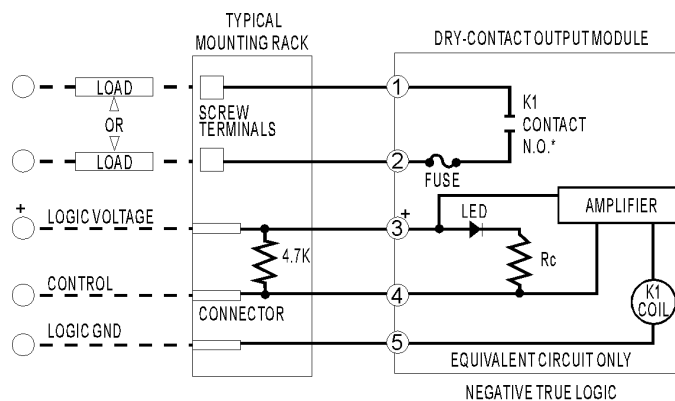 TYPICAL
MOUNTING RACK
DRY-CONTACT OUTPUT MODULE
LOAD
OR
LOAD
SCREW
TERMINALS
1
K1
CONTACT
N.O.*
2
FUSE
+
LOGIC VOLTAGE
3
+
LED
AMPLIFIER
4.7K
Rc
CONTROL
CONNECTOR
4
K1
COIL
LOGIC GND
5
EQUIVALENT CIRCUIT ONLY
NEGATIVE TRUE LOGIC